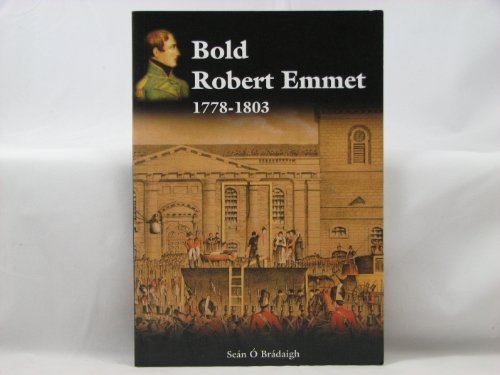 Bold
Robert Emmet
1778-1803
Seán Ó Brádaigh